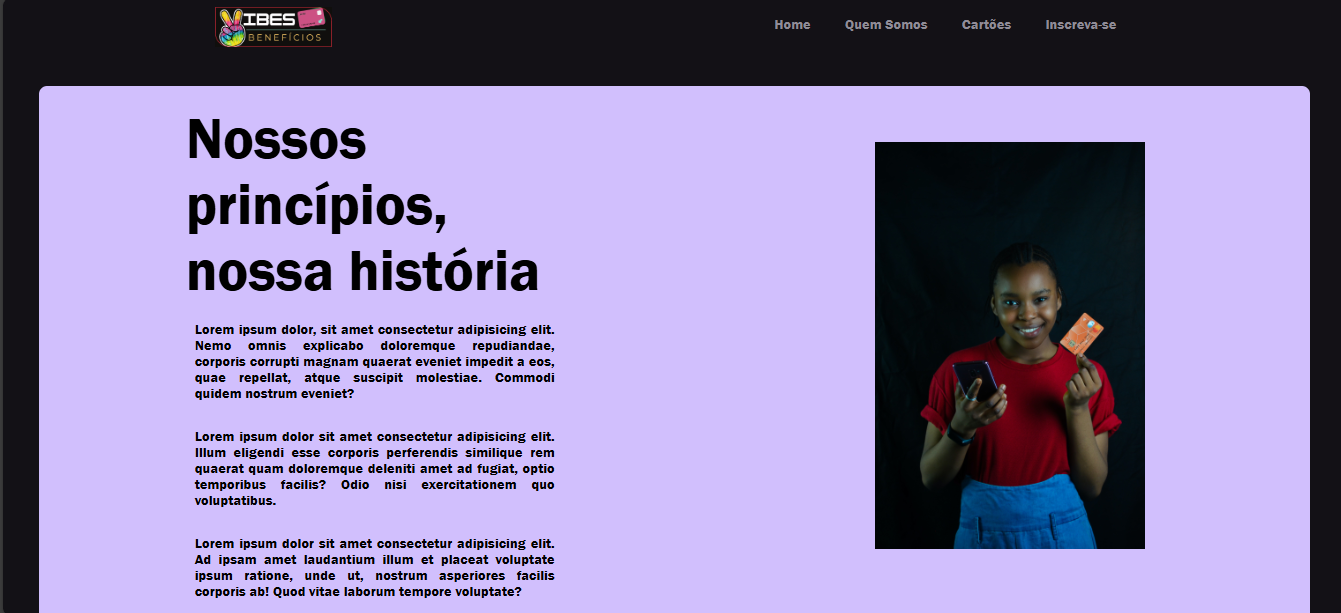 VIBES
BENEFÍCIOS
Home Quem Somos Cartões Inscreva-se
Nossos
princípios,
nossa história
Lorem ipsum dolor, sit amet consectetur adipisicing elit.
Nemo omnis explicabo doloremque repudiandae,
corporis corrupti magnam quaerat eveniet impedit a eos,
quae repellat, atque suscipit molestiae. Commodi
quidem nostrum eveniet?
Lorem ipsum dolor sit amet consectetur adipisicing elit.
Illum eligendi esse corporis perferendis similique rem
quaerat quam doloremque deleniti amet ad fugiat, optio
temporibus facilis? Odio nisi exercitationem quo
voluptatibus.
Lorem ipsum dolor sit amet consectetur adipisicing elit.
Ad ipsam amet laudantium illum et placeat voluptate
ipsum ratione, unde ut, nostrum asperiores facilis
corporis ab! Quod vitae laborum tempore voluptate?